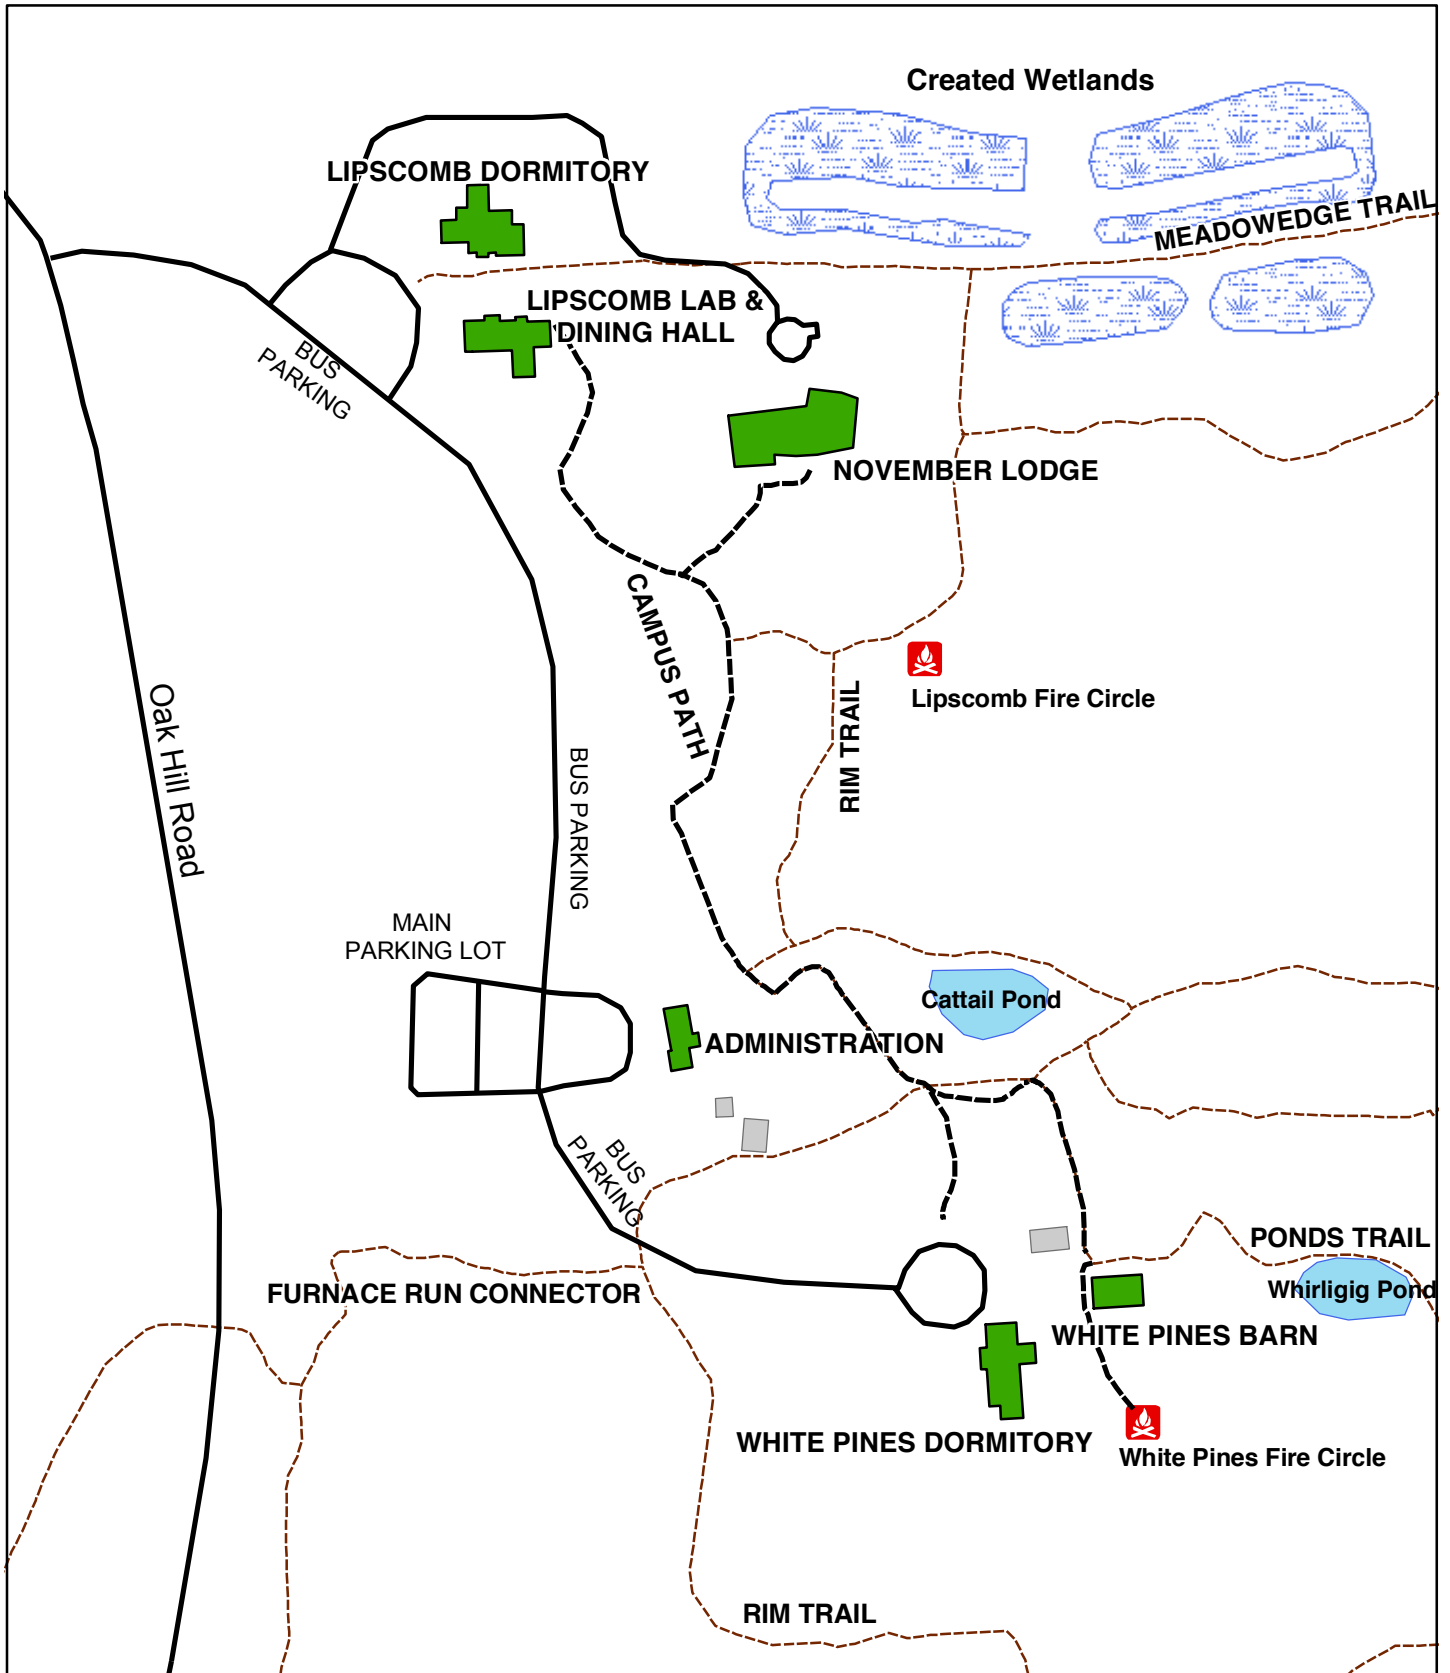 Created Wetlands
LIPSCOMB DORMITORY
MEADOWEDGE TRAIL
LIPSCOMB LAB &
DINING HALL
BUS
PARKING
NOVEMBER LODGE
CAMPUS PATH
Lipscomb Fire Circle
RIM TRAIL
Oak Hill Road
BUS PARKING
MAIN
PARKING LOT
Cattail Pond
ADMINISTRATION
BUS
PARKING
PONDS TRAIL
Whirligig Pond
FURNACE RUN CONNECTOR
WHITE PINES BARN
WHITE PINES DORMITORY
White Pines Fire Circle
RIM TRAIL